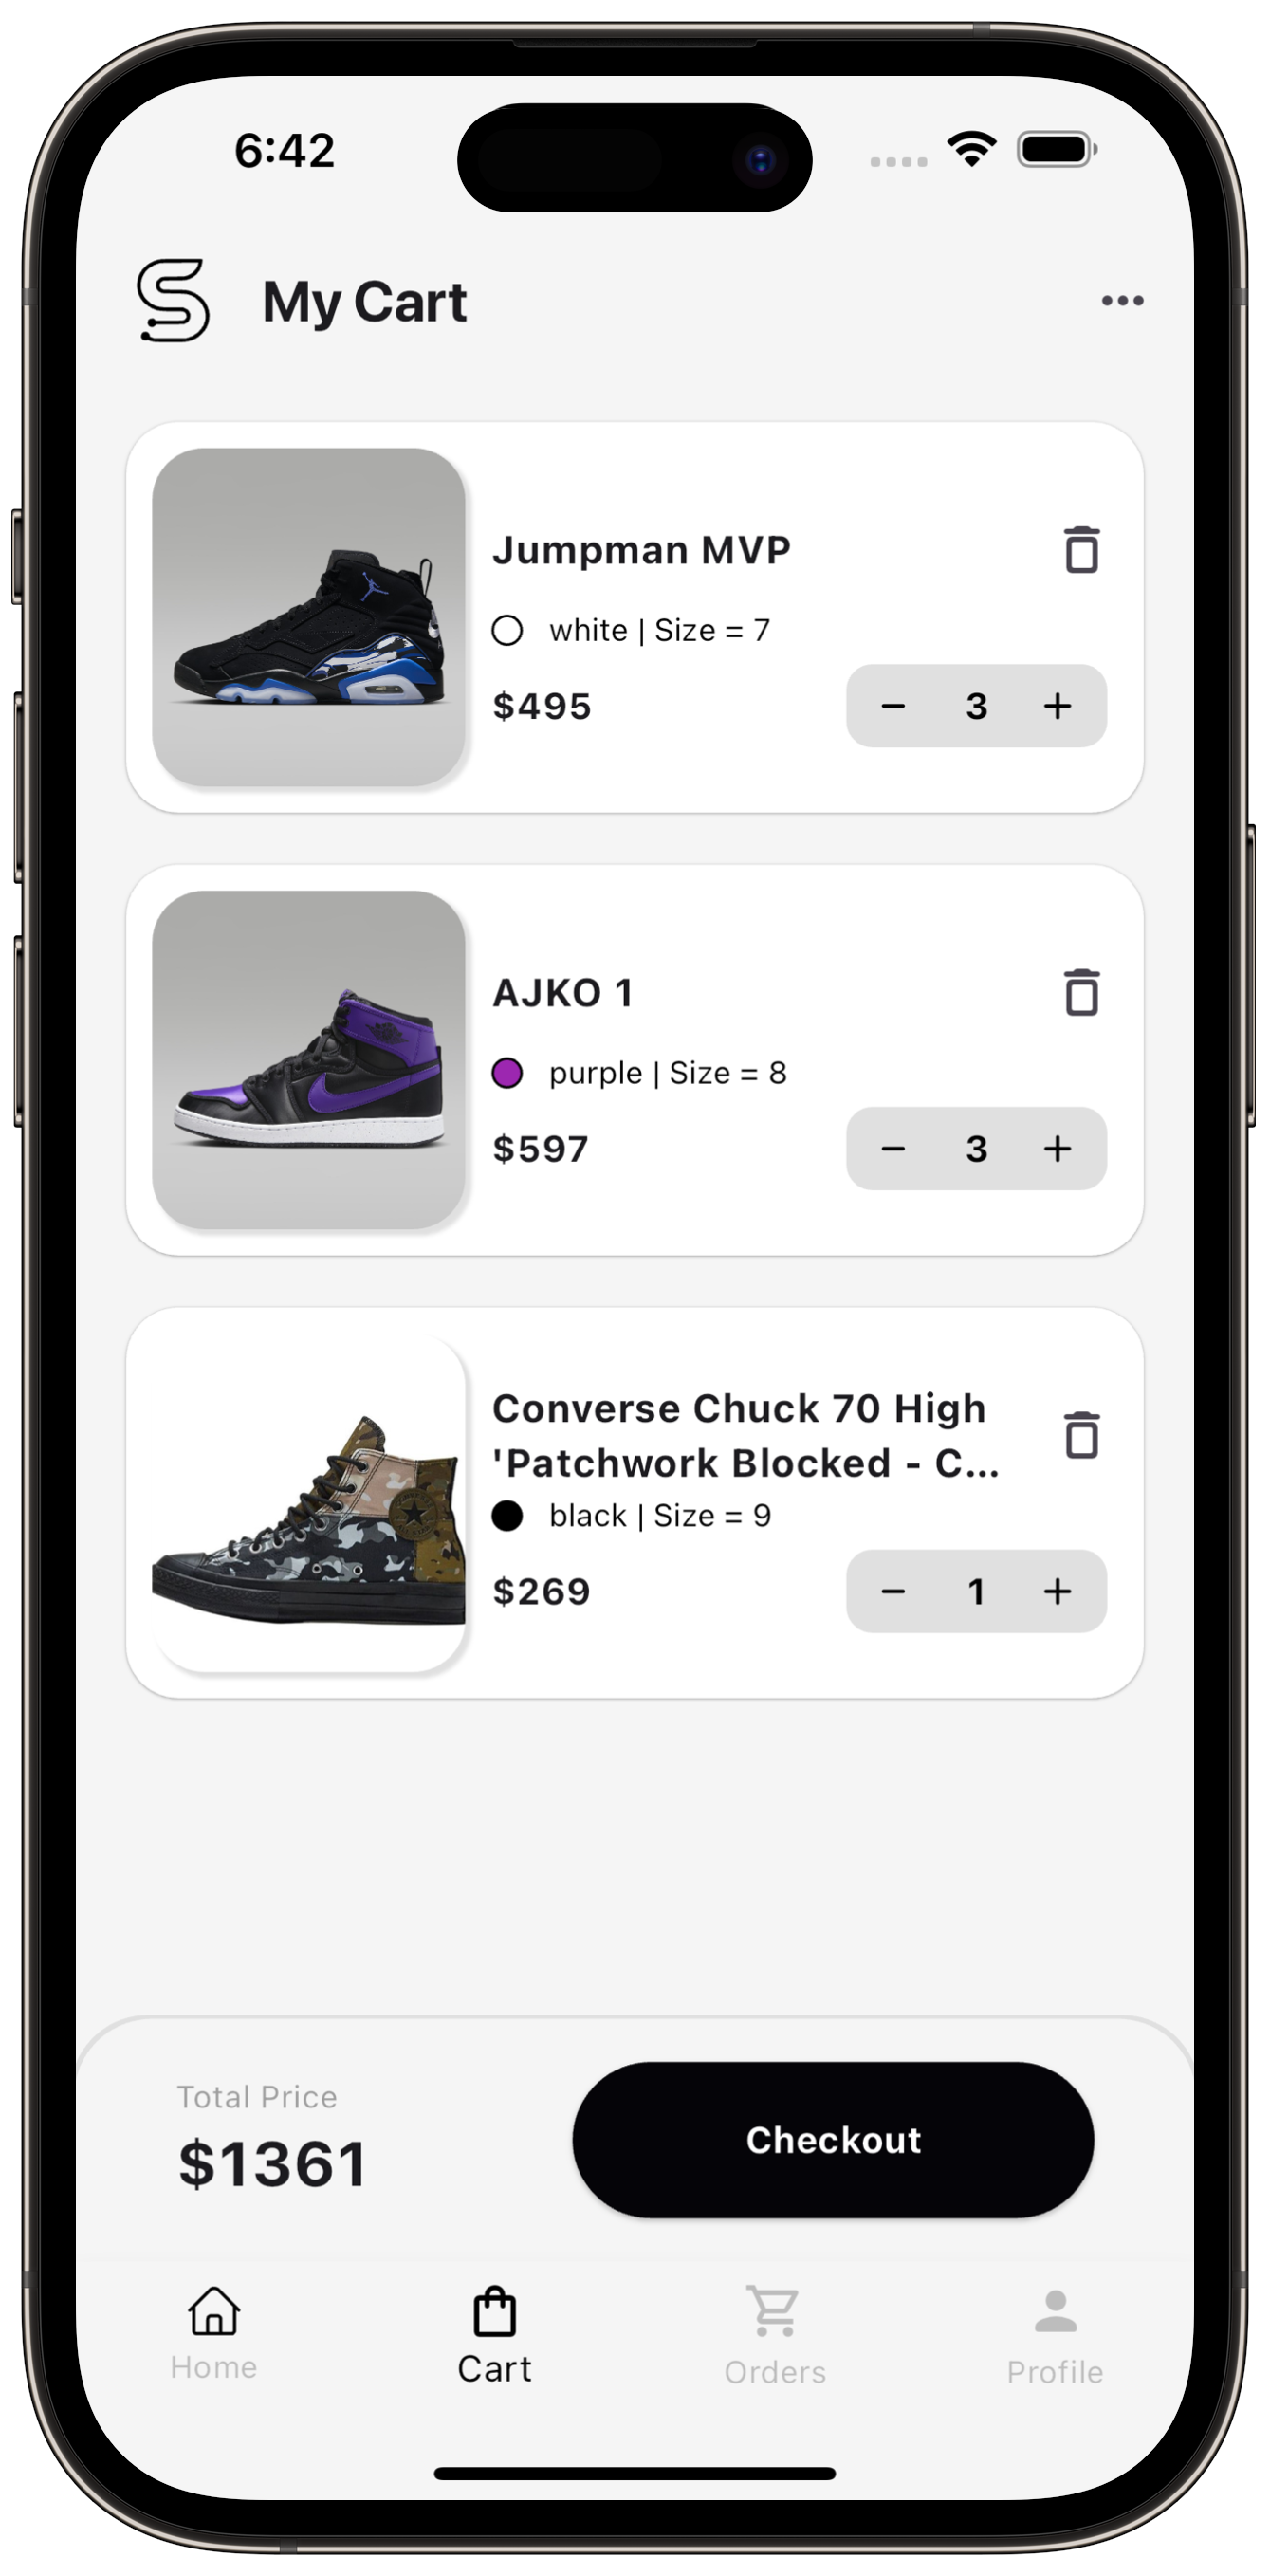 6:42
My Cart
Jumpman MVP
white | Size = 7
$495
− 3 +
AJKO 1
purple | Size = 8
$597
− 3 +
Converse Chuck 70 High
'Patchwork Blocked - C...
black | Size = 9
$269
− 1 +
Total Price
$1361
Checkout
Home
Cart
Orders
Profile